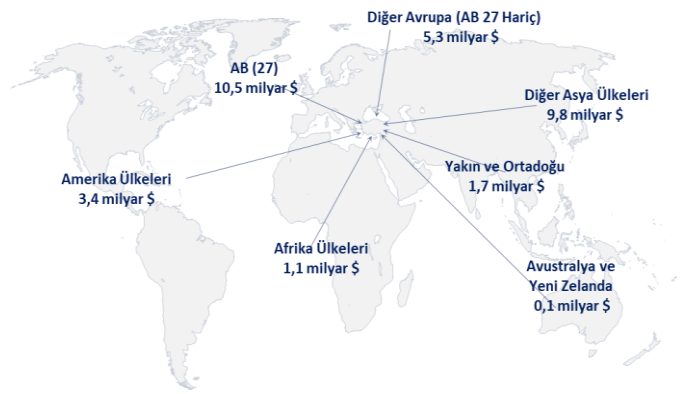 Diğer Avrupa (AB 27 Hariç)
5,3 milyar $
AB (27)
10,5 milyar $
Diğer Asya Ülkeleri
9,8 milyar $
Yakın ve Ortadoğu
1,7 milyar $
Amerika Ülkeleri
3,4 milyar $
Afrika Ülkeleri
1,1 milyar $
Avustralya ve
Yeni Zelanda
0,1 milyar $